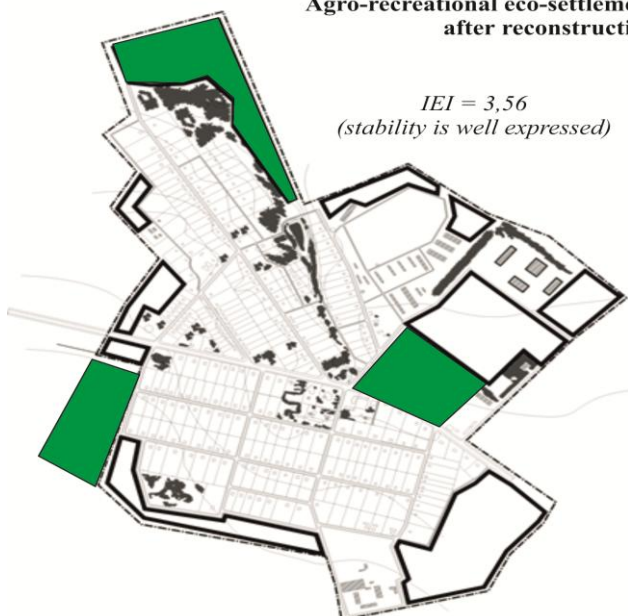 Agro-recreational eco-settleme
after reconstructi
IEI = 3,56
(stability is well expressed)